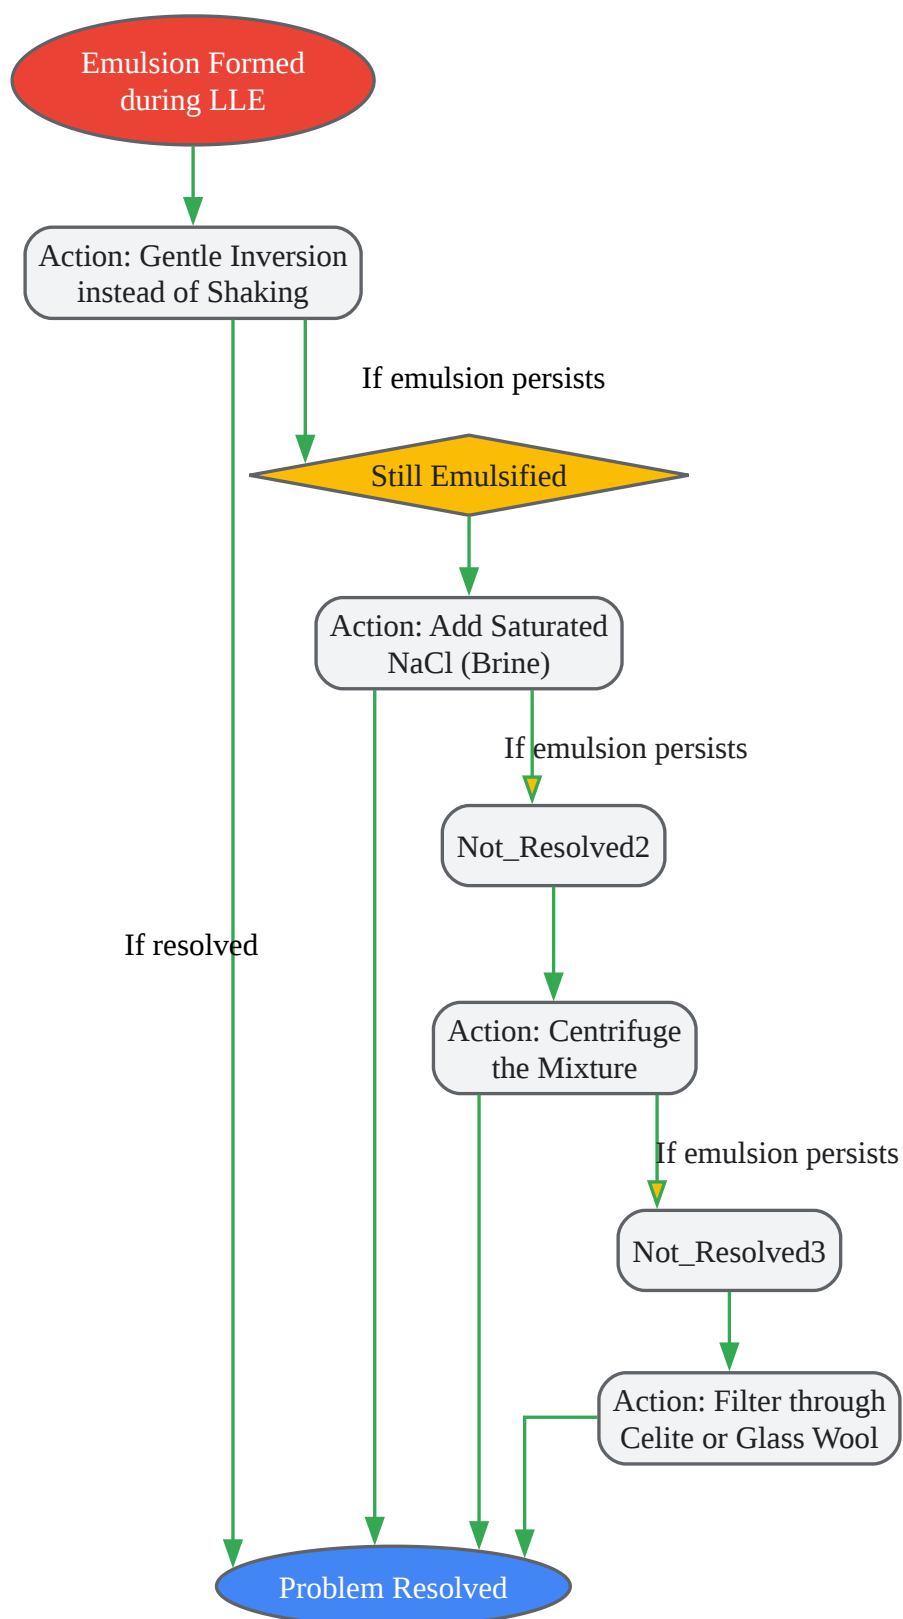 Emulsion Formed
during LLE
Action: Gentle Inversion
instead of Shaking
If emulsion persists
Still Emulsified
Action: Add Saturated
NaCl (Brine)
If emulsion persists
Not_Resolved2
If resolved
Action: Centrifuge
the Mixture
If emulsion persists
Not_Resolved3
Action: Filter through
Celite or Glass Wool
Problem Resolved